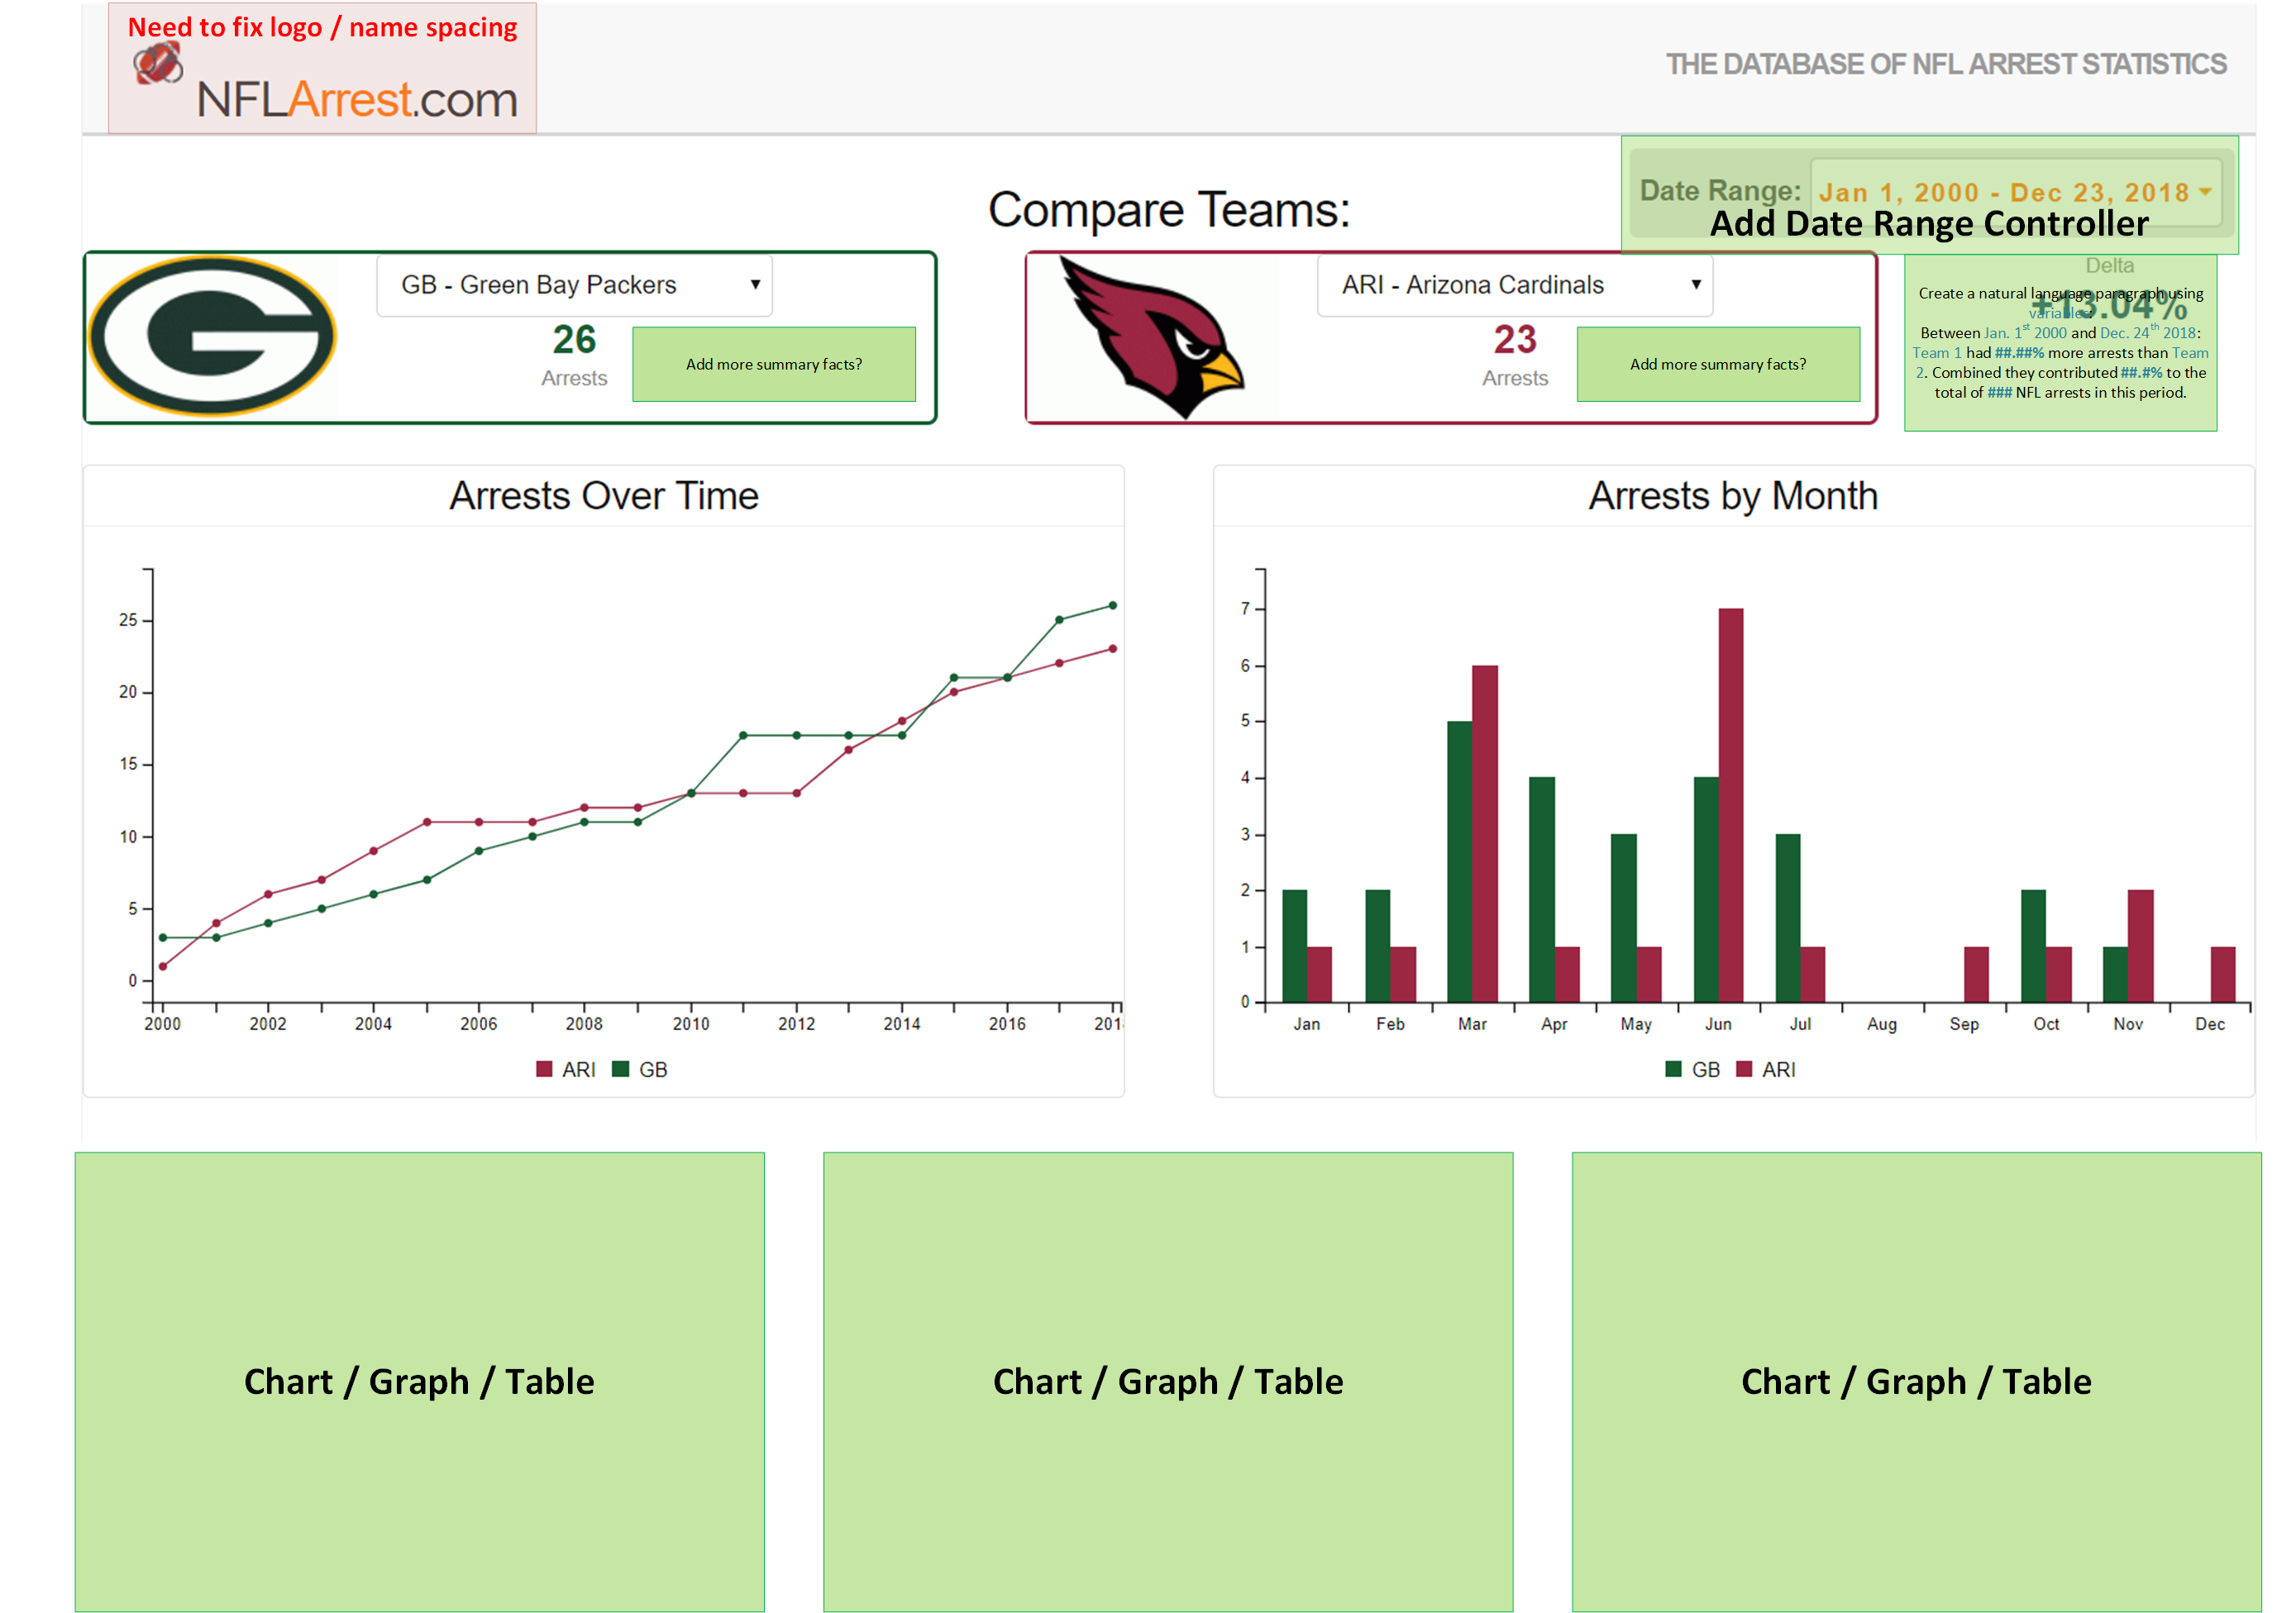 Need to fix logo / name spacing
NFLArrest.com
THE DATABASE OF NFL ARREST STATISTICS
Date Range: Jan 1, 2000 - Dec 23, 2018
Add Date Range Controller
Compare Teams:
GB - Green Bay Packers
26
Arrests
Add more summary facts?
ARI - Arizona Cardinals
23
Arrests
Add more summary facts?
Delta
+13.04%
Create a natural language paragraph using
variables:
Between Jan. 1st 2000 and Dec. 24th 2018:
Team 1 had ##.##% more arrests than Team
2. Combined they contributed ##.#% to the
total of ### NFL arrests in this period.
Arrests Over Time
25
20
15
10
5
0
2000 2002 2004 2006 2008 2010 2012 2014 2016 201
ARI GB
Arrests by Month
7
6
5
4
3
2
1
0
Jan Feb Mar Apr May Jun Jul Aug Sep Oct Nov Dec
GB ARI
Chart / Graph / Table
Chart / Graph / Table
Chart / Graph / Table